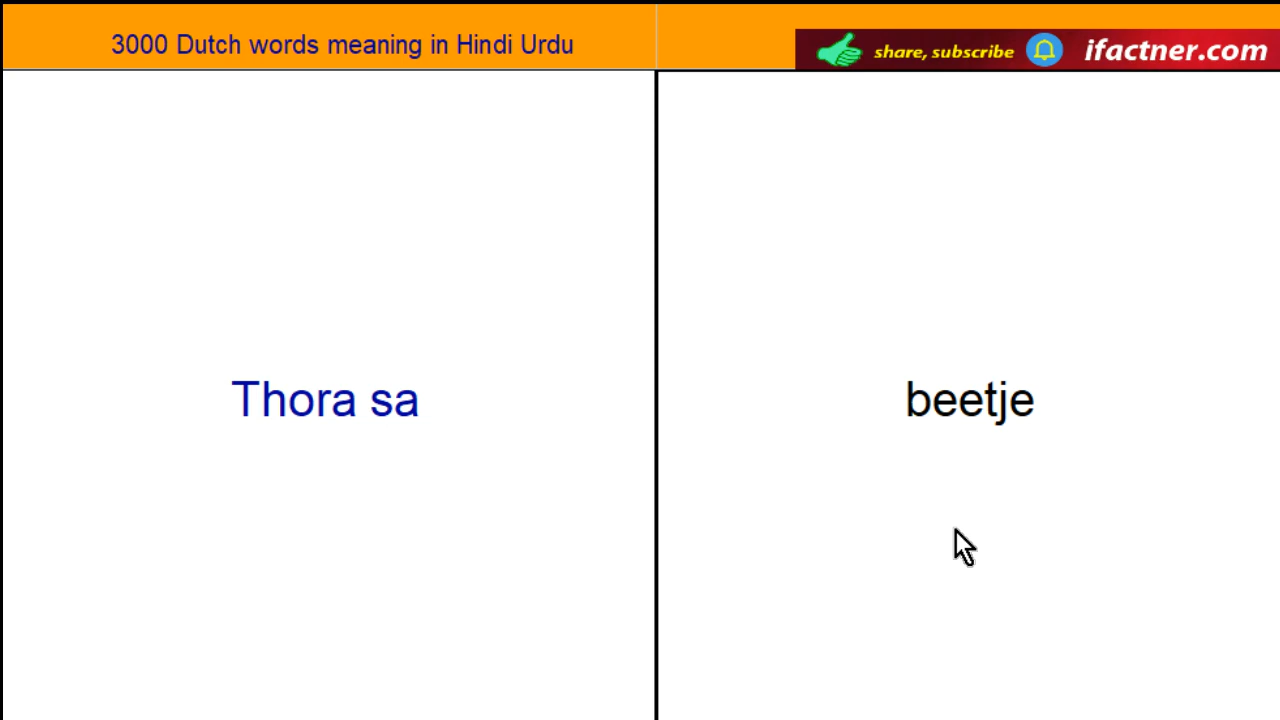 3000 Dutch words meaning in Hindi Urdu
share, subscribe
ifactner.com
Thora sa
beetje